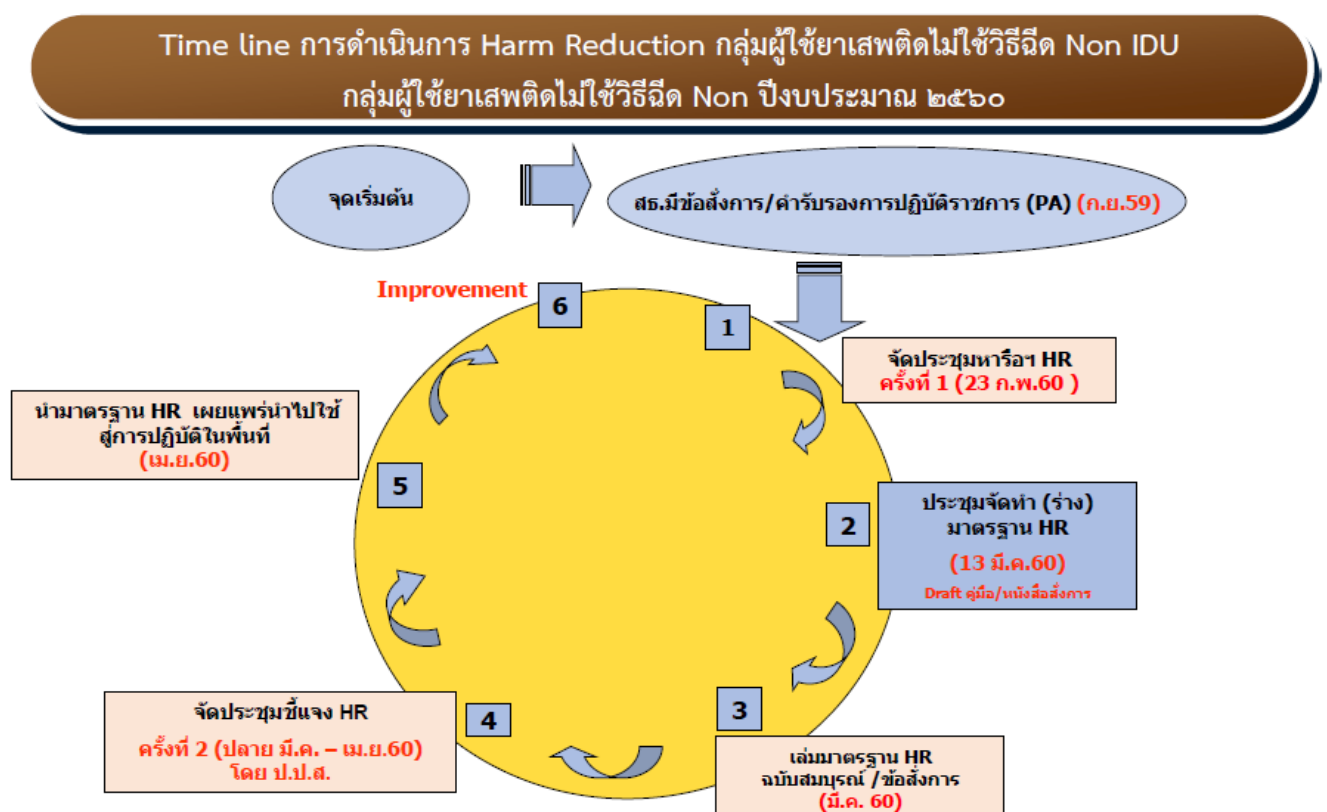 Time line การดำเนินการ Harm Reduction กลุ่มผู้ใช้ยาเสพติดไม่ใช้วิธีฉีด Non IDU
กลุ่มผู้ใช้ยาเสพติดไม่ใช้วิธีฉีด Non ปีงบประมาณ ๒๕๖๐
จุดเริ่มต้น
สธ.มีข้อสั่งการ/คำรับรองการปฏิบัติราชการ (PA) (ก.ย.59)
Improvement
6
1
จัดประชุมหารือฯ HR
ครั้งที่ 1 (23 ก.พ.60 )
นำมาตรฐาน HR เผยแพร่นำไปใช้
สู่การปฏิบัติในพื้นที่
(เม.ย.60)
5
2
ประชุมจัดทำ (ร่าง)
มาตรฐาน HR
(13 มี.ค.60)
Draft คู่มือ/หนังสือสั่งการ
จัดประชุมชี้แจง HR
ครั้งที่ 2 (ปลาย มี.ค. – เม.ย.60)
โดย ป.ป.ส.
4
3
เล่มมาตรฐาน HR
ฉบับสมบูรณ์ /ข้อสั่งการ
(มี.ค. 60)